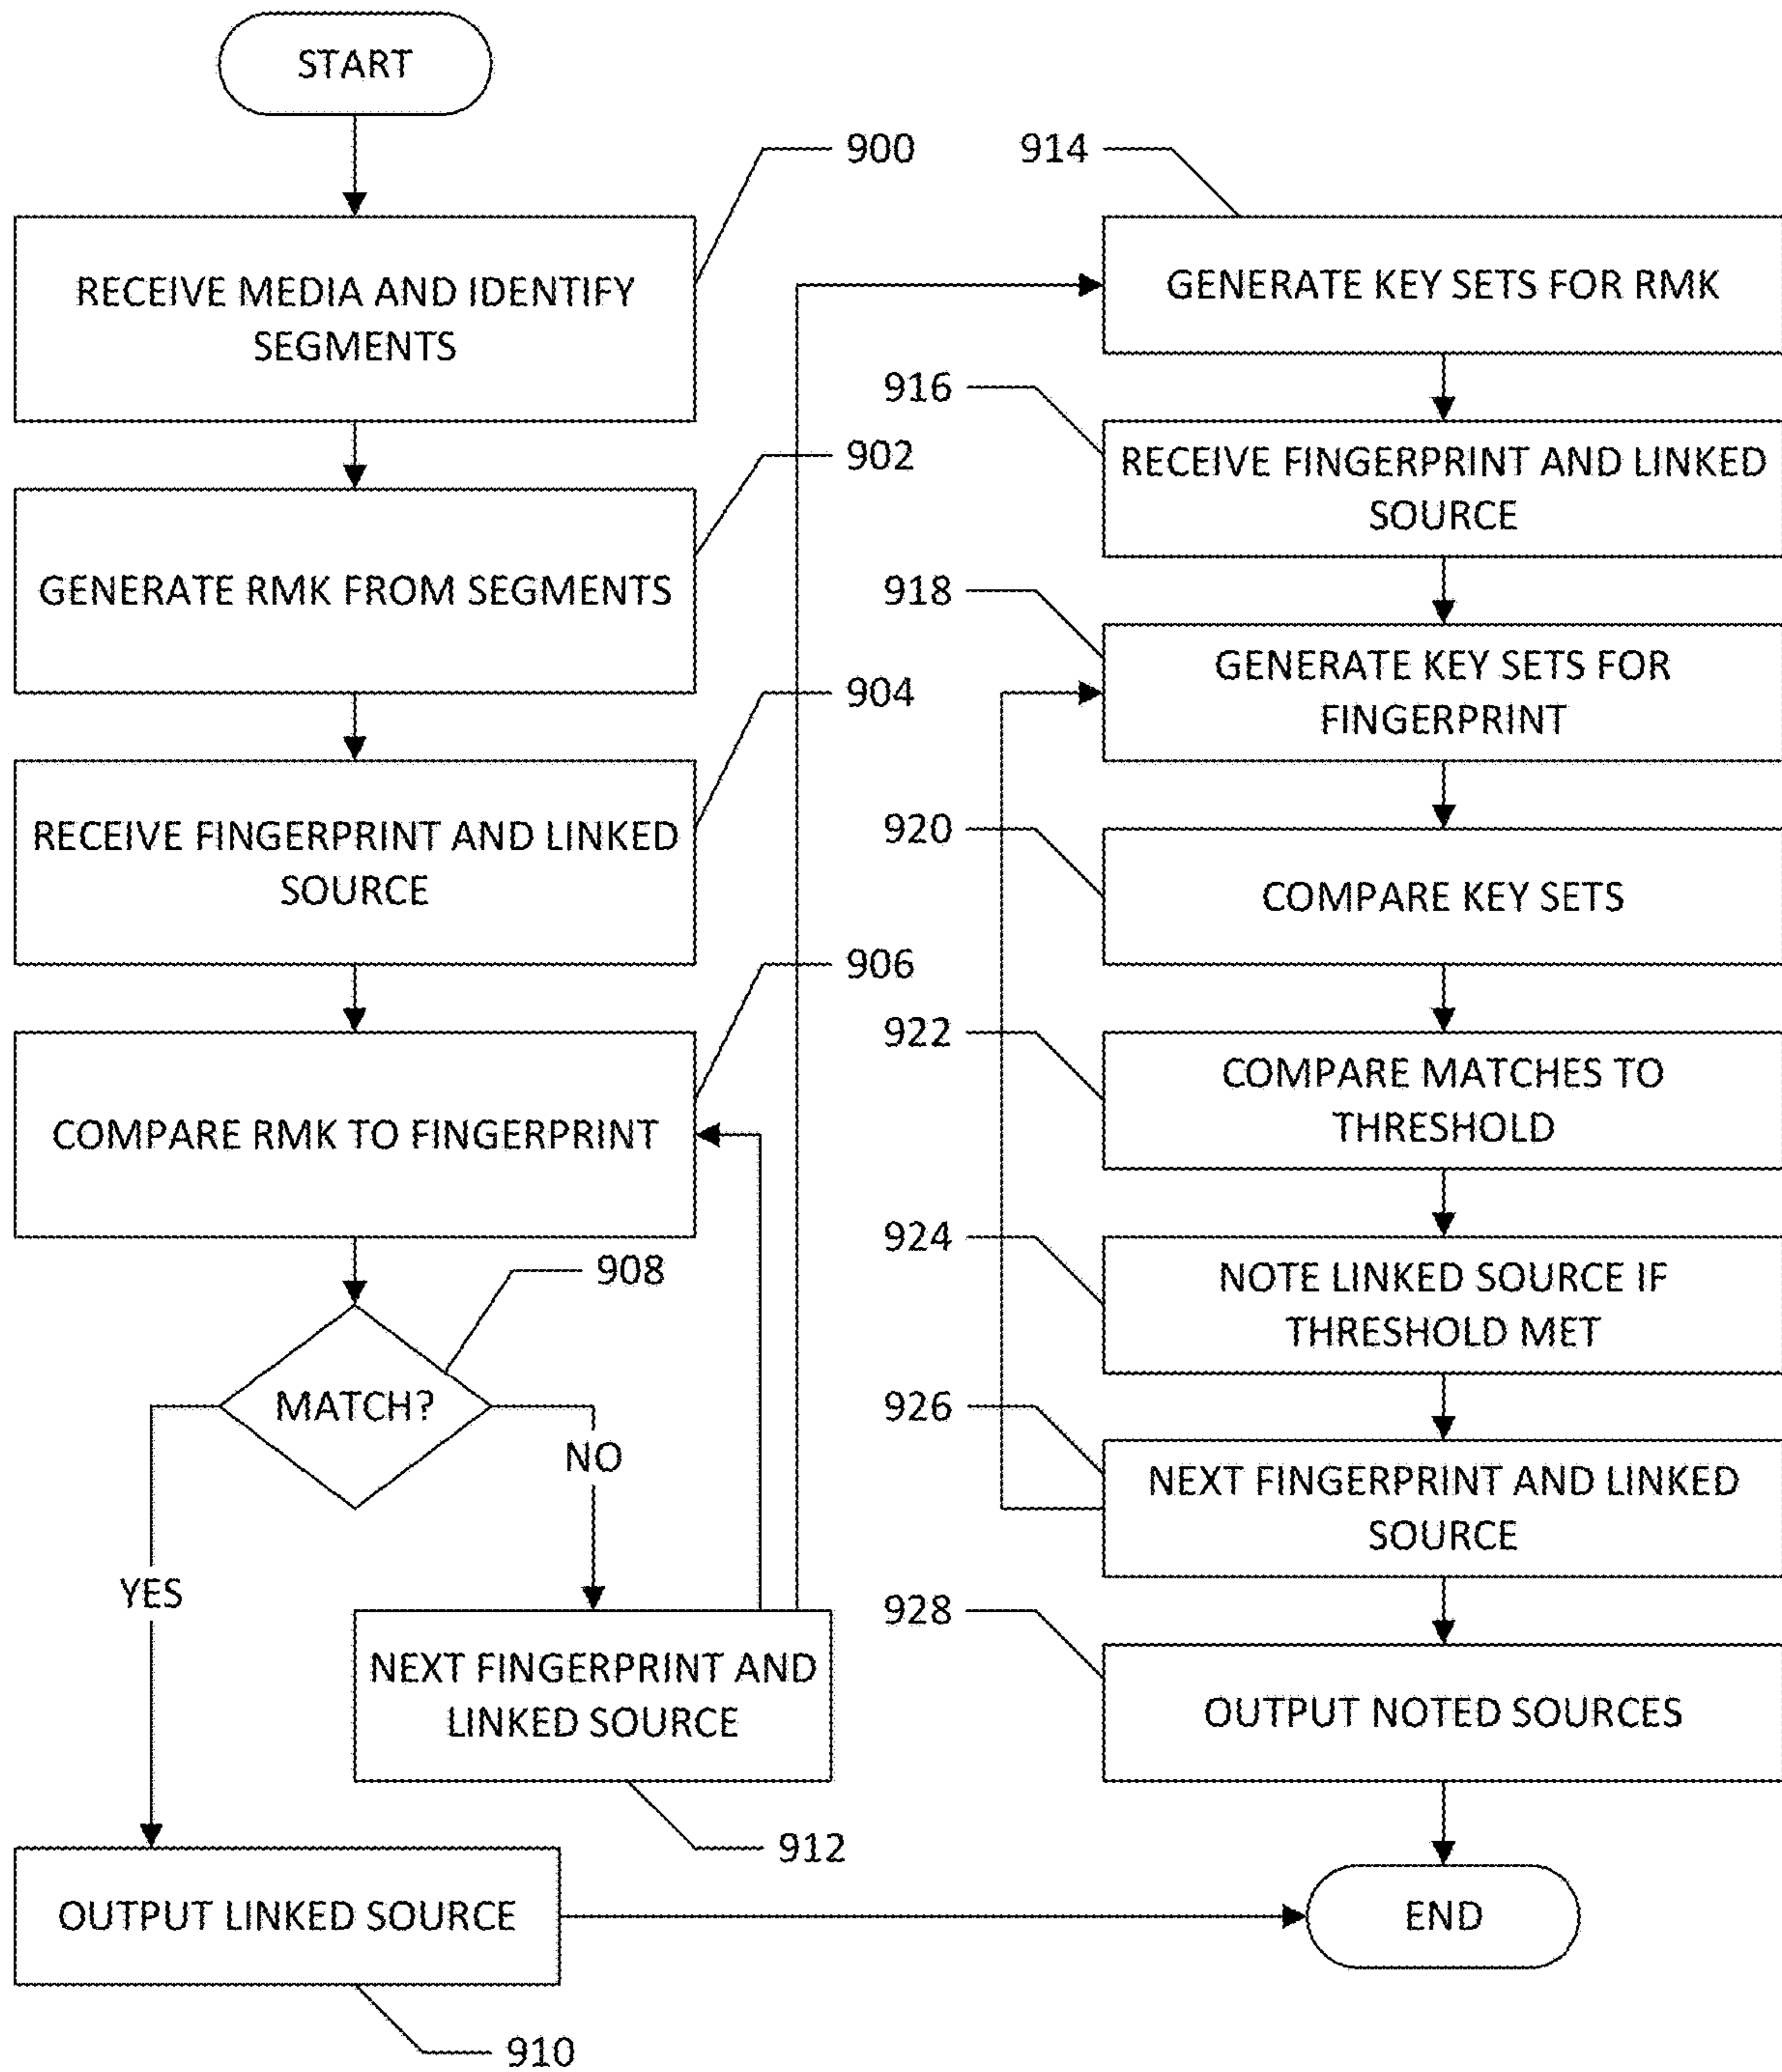 START
900
RECEIVE MEDIA AND IDENTIFY
SEGMENTS
902
GENERATE RMK FROM SEGMENTS
904
RECEIVE FINGERPRINT AND LINKED
SOURCE
906
COMPARE RMK TO FINGERPRINT
908
MATCH?
NO
YES
NEXT FINGERPRINT AND
LINKED SOURCE
912
OUTPUT LINKED SOURCE
910
914
GENERATE KEY SETS FOR RMK
916
RECEIVE FINGERPRINT AND LINKED
SOURCE
918
GENERATE KEY SETS FOR
FINGERPRINT
920
COMPARE KEY SETS
922
COMPARE MATCHES TO
THRESHOLD
924
NOTE LINKED SOURCE IF
THRESHOLD MET
926
NEXT FINGERPRINT AND LINKED
SOURCE
928
OUTPUT NOTED SOURCES
END